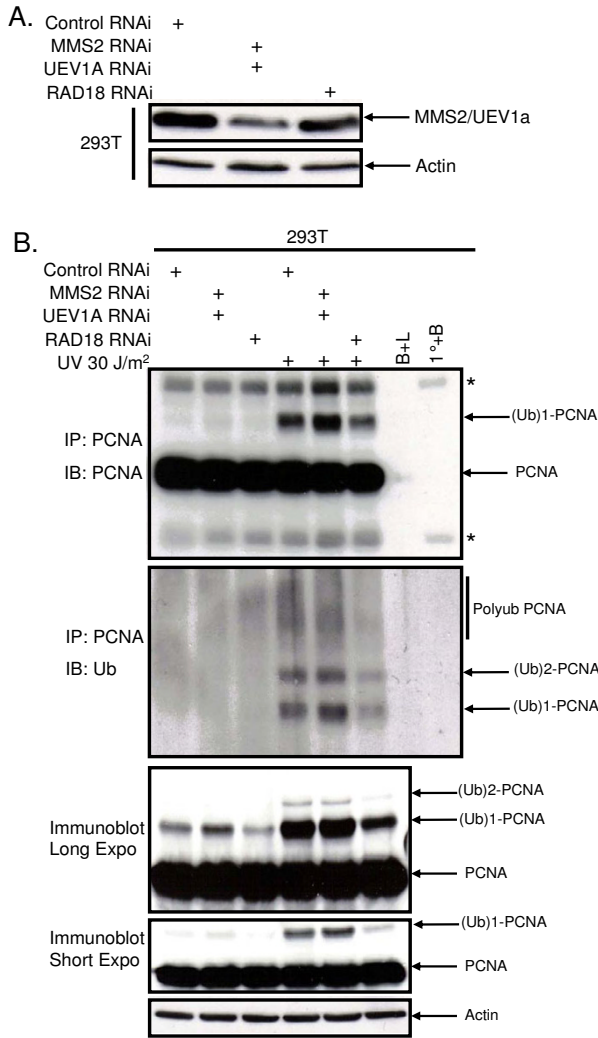 A.
Control RNAi +
MMS2 RNAi +
UEV1A RNAi +
RAD18 RNAi +
293T
MMS2/UEV1a
Actin
B.
293T
Control RNAi + +
MMS2 RNAi + +
UEV1A RNAi + +
RAD18 RNAi + +
UV 30 J/m² + + +
B+L
1°+B
*
(Ub)1-PCNA
IP: PCNA
IB: PCNA
PCNA
*
Polyub PCNA
IP: PCNA
IB: Ub
(Ub)2-PCNA
(Ub)1-PCNA
(Ub)2-PCNA
(Ub)1-PCNA
Immunoblot
Long Expo
PCNA
(Ub)1-PCNA
Immunoblot
Short Expo
PCNA
Actin